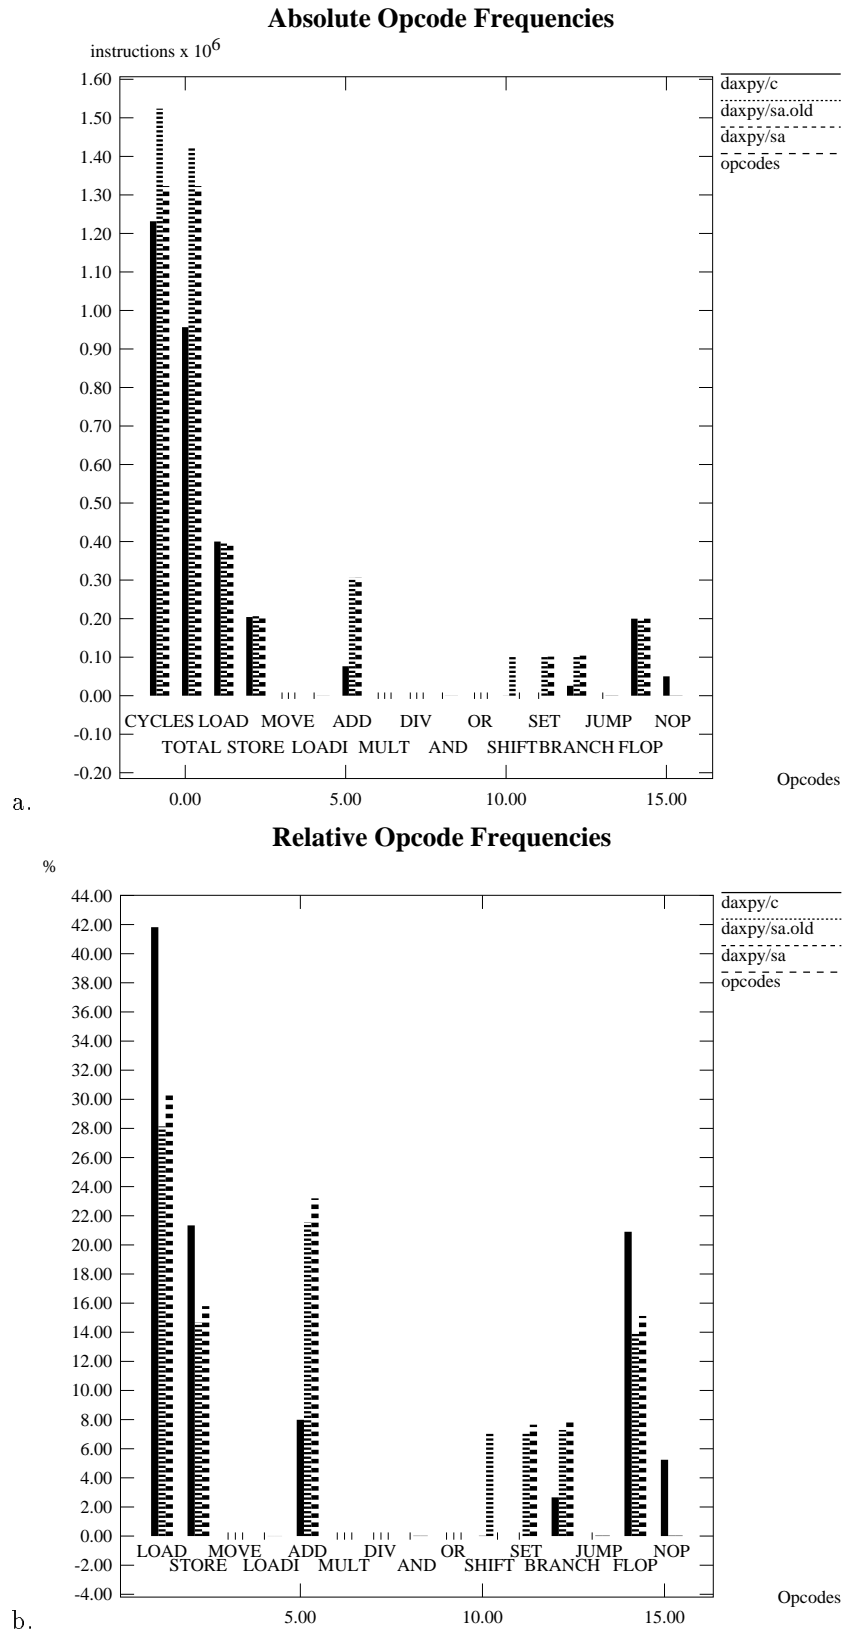 Absolute Opcode Frequencies
instructions x 10^6
1.60
1.50
1.40
1.30
1.20
1.10
1.00
0.90
0.80
0.70
0.60
0.50
0.40
0.30
0.20
0.10
0.00
-0.10
-0.20
daxpy/c
daxpy/sa.old
daxpy/sa
opcodes
CYCLES LOAD MOVE ADD DIV OR SET JUMP NOP
TOTAL STORE LOADI MULT AND SHIFT BRANCH FLOP
0.00 5.00 10.00 15.00
Opcodes
a.
Relative Opcode Frequencies
%
44.00
42.00
40.00
38.00
36.00
34.00
32.00
30.00
28.00
26.00
24.00
22.00
20.00
18.00
16.00
14.00
12.00
10.00
8.00
6.00
4.00
2.00
0.00
-2.00
-4.00
daxpy/c
daxpy/sa.old
daxpy/sa
opcodes
LOAD MOVE ADD DIV OR SET JUMP NOP
STORE LOADI MULT AND SHIFT BRANCH FLOP
5.00 10.00 15.00
Opcodes
b.